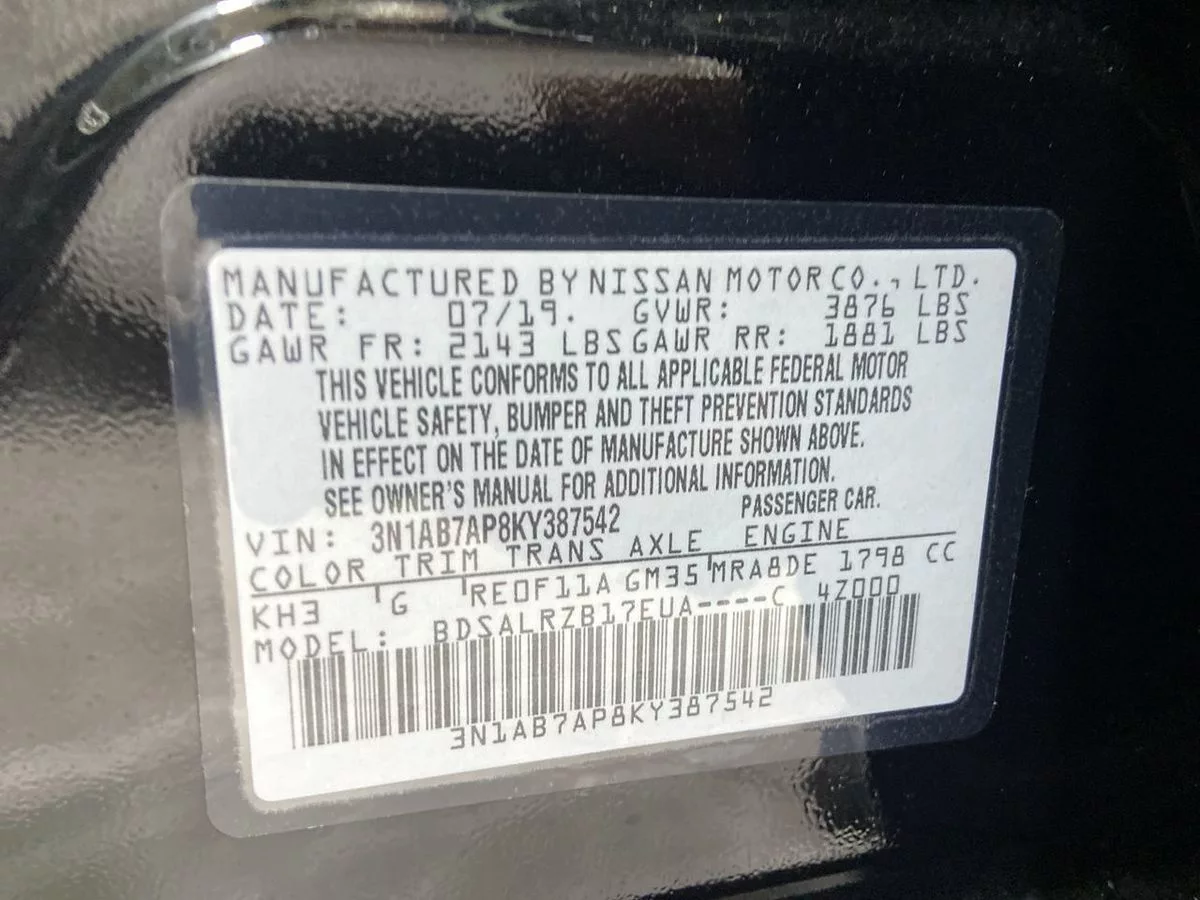 MANUFACTURED BY NISSAN MOTOR CO., LTD.
DATE: 07/19. GVWR: 3876 LBS
GAWR FR: 2143 LBS GAWR RR: 1881 LBS
THIS VEHICLE CONFORMS TO ALL APPLICABLE FEDERAL MOTOR
VEHICLE SAFETY, BUMPER AND THEFT PREVENTION STANDARDS
IN EFFECT ON THE DATE OF MANUFACTURE SHOWN ABOVE.
SEE OWNER'S MANUAL FOR ADDITIONAL INFORMATION.
VIN: 3N1AB7AP8KY387542 PASSENGER CAR.
COLOR TRIM TRANS AXLE ENGINE
KH3 G RE0F11A GM35 MRA8DE 1798 CC
MODEL: BDSALRZB17EUA----C 4Z000
3N1AB7AP8KY387542